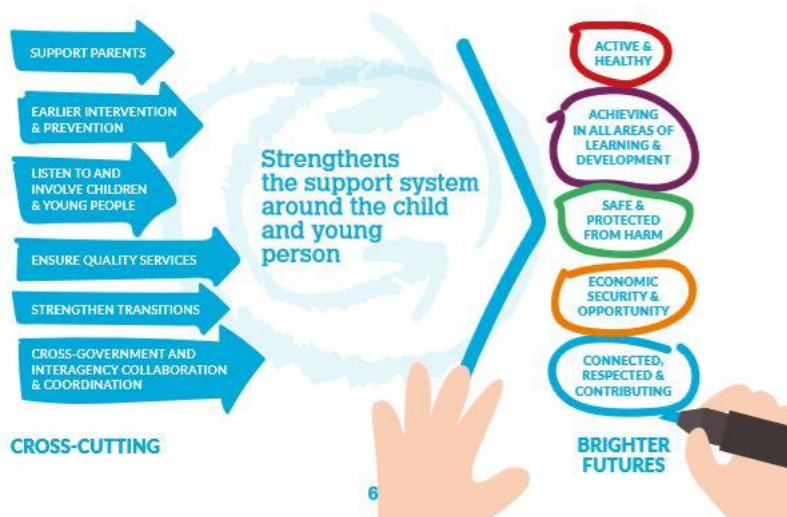 SUPPORT PARENTS
EARLIER INTERVENTION
& PREVENTION
LISTEN TO AND
INVOLVE CHILDREN
& YOUNG PEOPLE
ENSURE QUALITY SERVICES
STRENGTHEN TRANSITIONS
CROSS-GOVERNMENT AND
INTERAGENCY COLLABORATION
& COORDINATION
CROSS-CUTTING
Strengthens
the support system
around the child
and young
person
ACTIVE &
HEALTHY
ACHIEVING
IN ALL AREAS OF
LEARNING &
DEVELOPMENT
SAFE &
PROTECTED
FROM HARM
ECONOMIC
SECURITY &
OPPORTUNITY
CONNECTED,
RESPECTED &
CONTRIBUTING
BRIGHTER
FUTURES
6